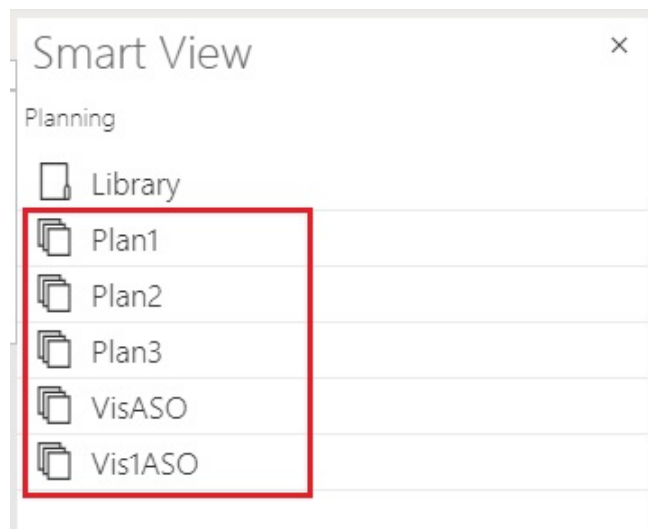 Smart View
Planning
Library
Plan1
Plan2
Plan3
VisASO
Vis1ASO